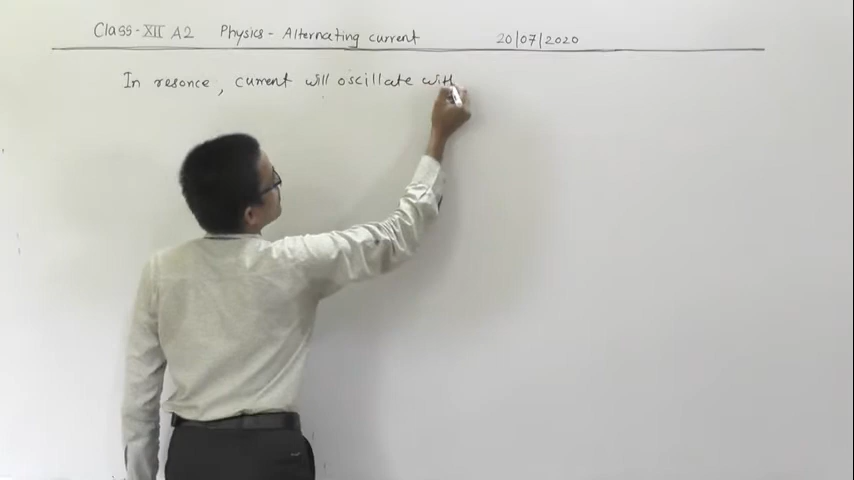 Class-XII A2 Physics - Alternating current 20/07/2020
In resonce, current will oscillate with